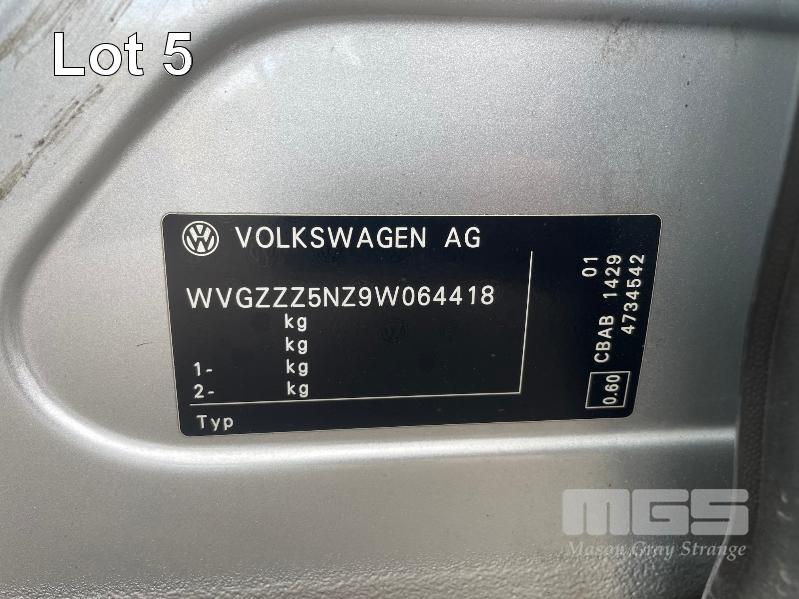 Lot 5
VOLKSWAGEN AG
WVGZZZ5NZ9W064418
kg
kg
1- kg
2- kg
Typ
01
CBAB 1429
4734542
0.60
MGS
Mason Gray Strange